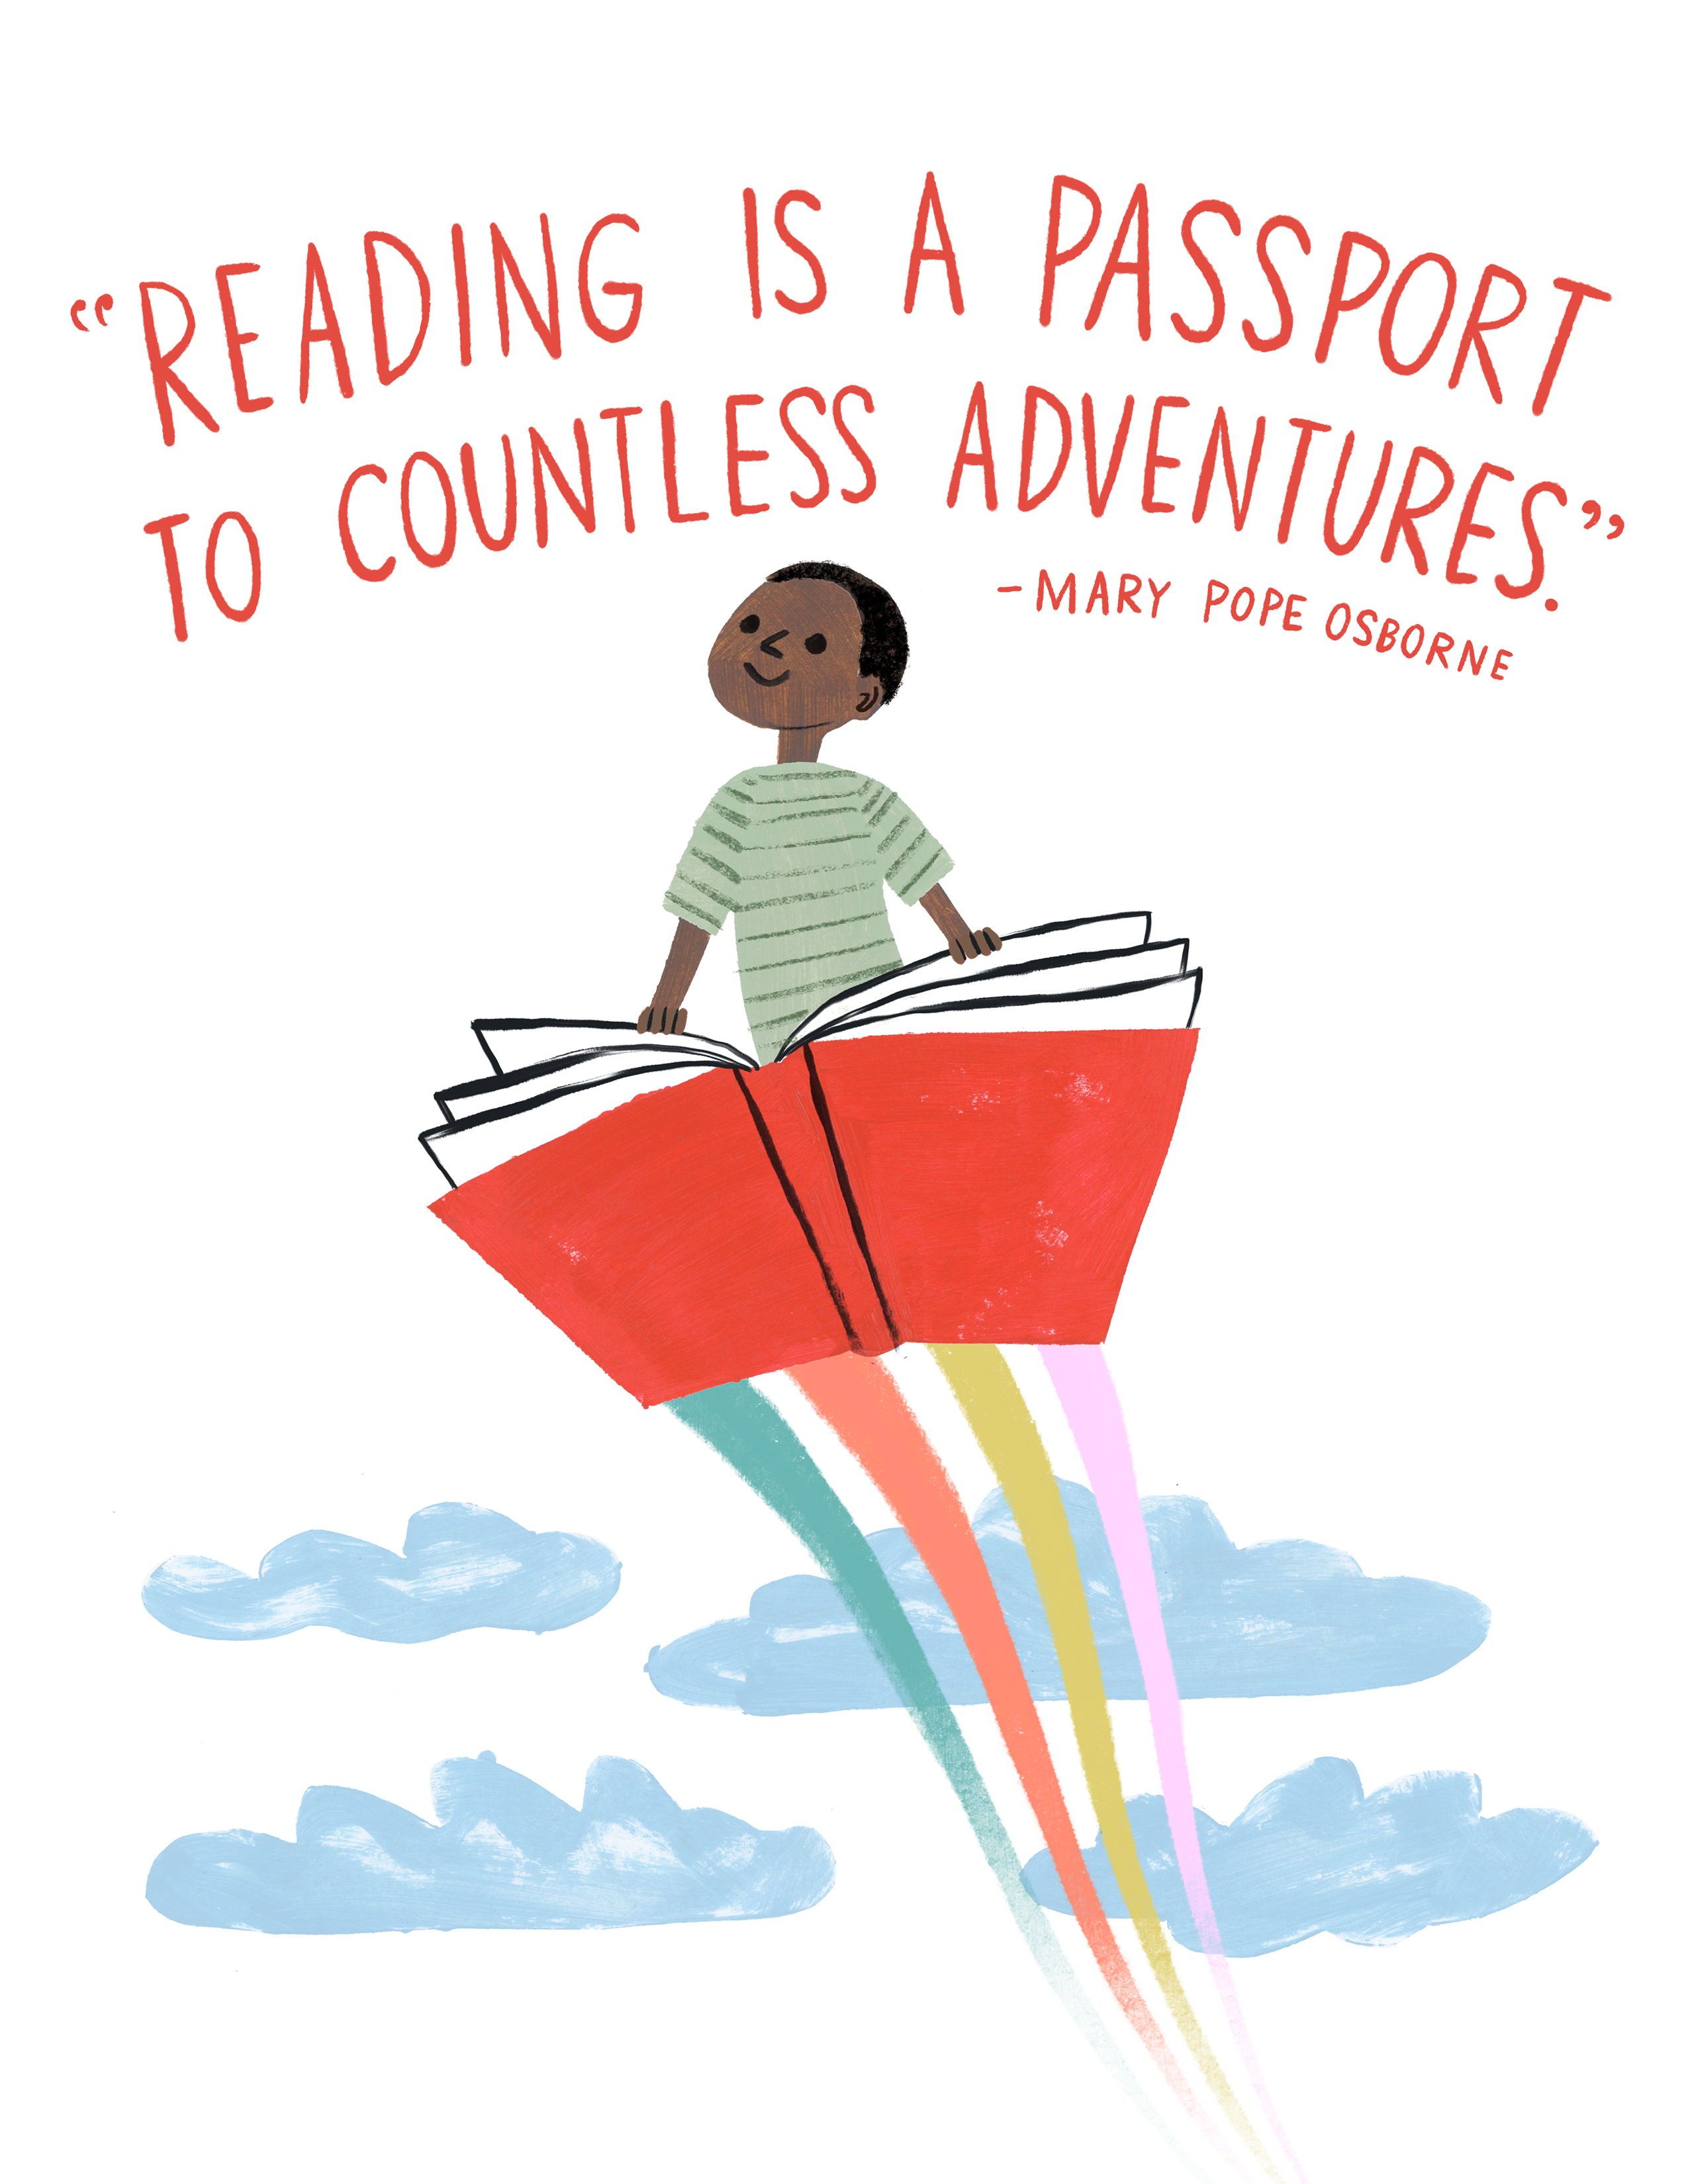 “READING IS A PASSPORT
TO COUNTLESS ADVENTURES.”
-MARY POPE OSBORNE